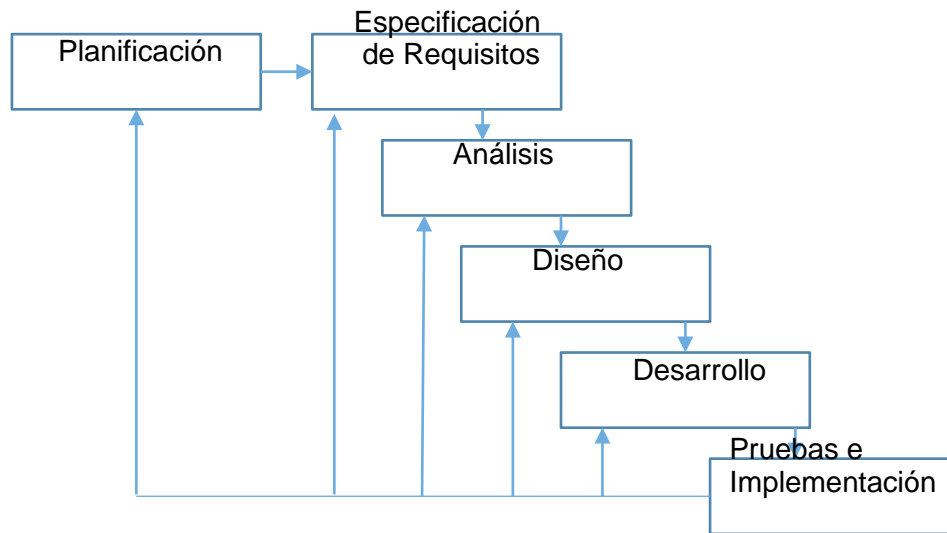 Planificación
Especificación
de Requisitos
Análisis
Diseño
Desarrollo
Pruebas e
Implementación